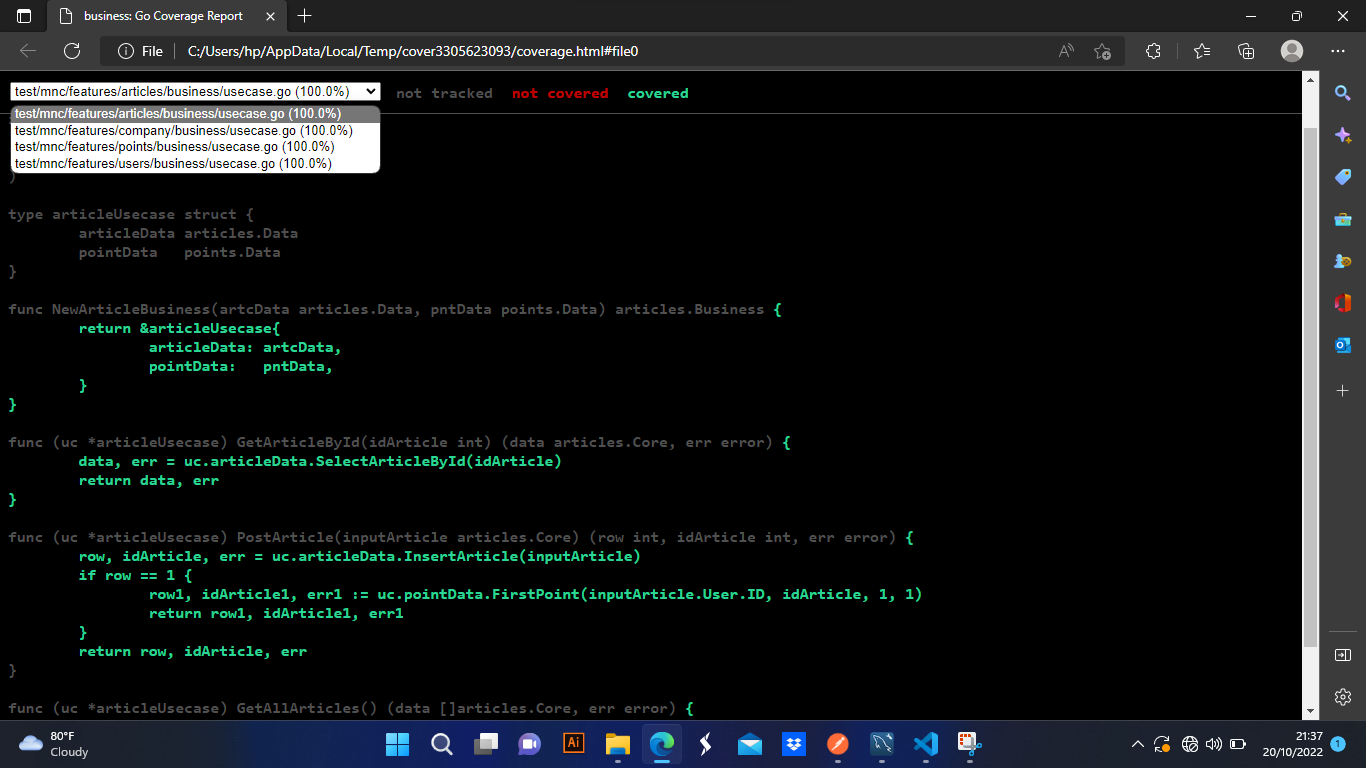 business: Go Coverage Report
File
C:/Users/hp/AppData/Local/Temp/cover3305623093/coverage.html#file0
test/mnc/features/articles/business/usecase.go (100.0%)
not tracked not covered covered
test/mnc/features/articles/business/usecase.go (100.0%)
test/mnc/features/company/business/usecase.go (100.0%)
test/mnc/features/points/business/usecase.go (100.0%)
test/mnc/features/users/business/usecase.go (100.0%)
)
type articleUsecase struct {
articleData articles.Data
pointData points.Data
}
func NewArticleBusiness(artcData articles.Data, pntData points.Data) articles.Business {
return &articleUsecase{
articleData: artcData,
pointData: pntData,
}
}
func (uc *articleUsecase) GetArticleById(idArticle int) (data articles.Core, err error) {
data, err = uc.articleData.SelectArticleById(idArticle)
return data, err
}
func (uc *articleUsecase) PostArticle(inputArticle articles.Core) (row int, idArticle int, err error) {
row, idArticle, err = uc.articleData.InsertArticle(inputArticle)
if row == 1 {
row1, idArticle1, err1 := uc.pointData.FirstPoint(inputArticle.User.ID, idArticle, 1, 1)
return row1, idArticle1, err1
}
return row, idArticle, err
}
func (uc *articleUsecase) GetAllArticles() (data []articles.Core, err error) {
80°F
Cloudy
Ai
21:37
20/10/2022
1